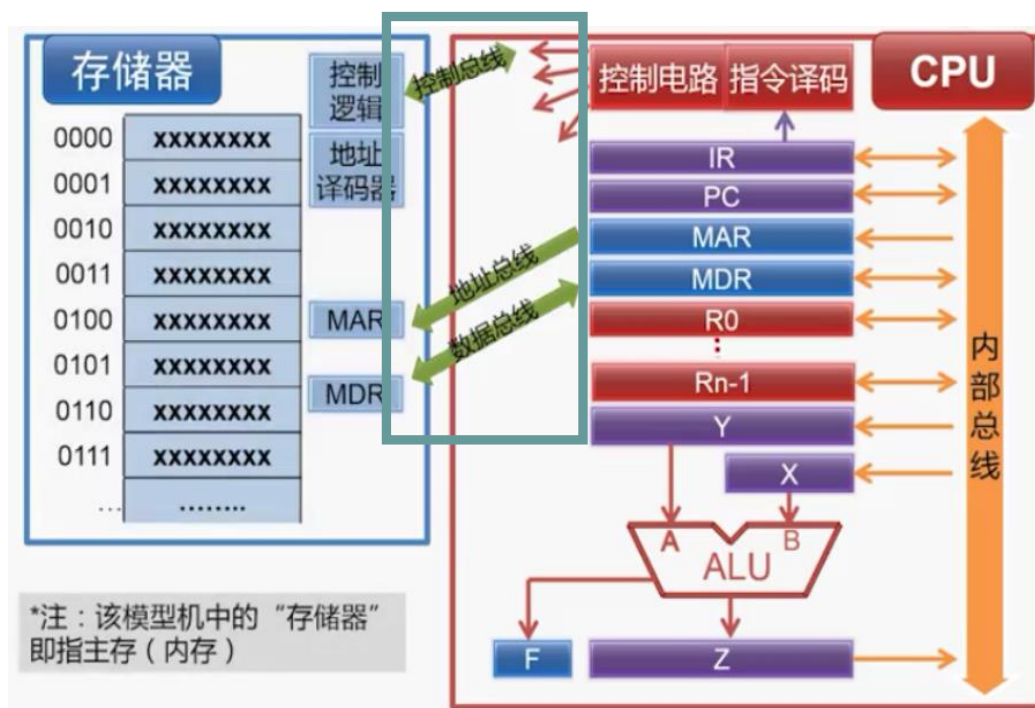 存储器
控制
逻辑
地址
译码器
0000 xxxxxxxx
0001 xxxxxxxx
0010 xxxxxxxx
0011 xxxxxxxx
0100 xxxxxxxx
0101 xxxxxxxx
0110 xxxxxxxx
0111 xxxxxxxx
... ........
MAR
MDR
控制总线
地址总线
数据总线
控制电路
指令译码
CPU
IR
PC
MAR
MDR
R0
⋮
Rn-1
Y
X
A
B
ALU
F
Z
内部总线
*注：该模型机中的“存储器”
即指主存（内存）